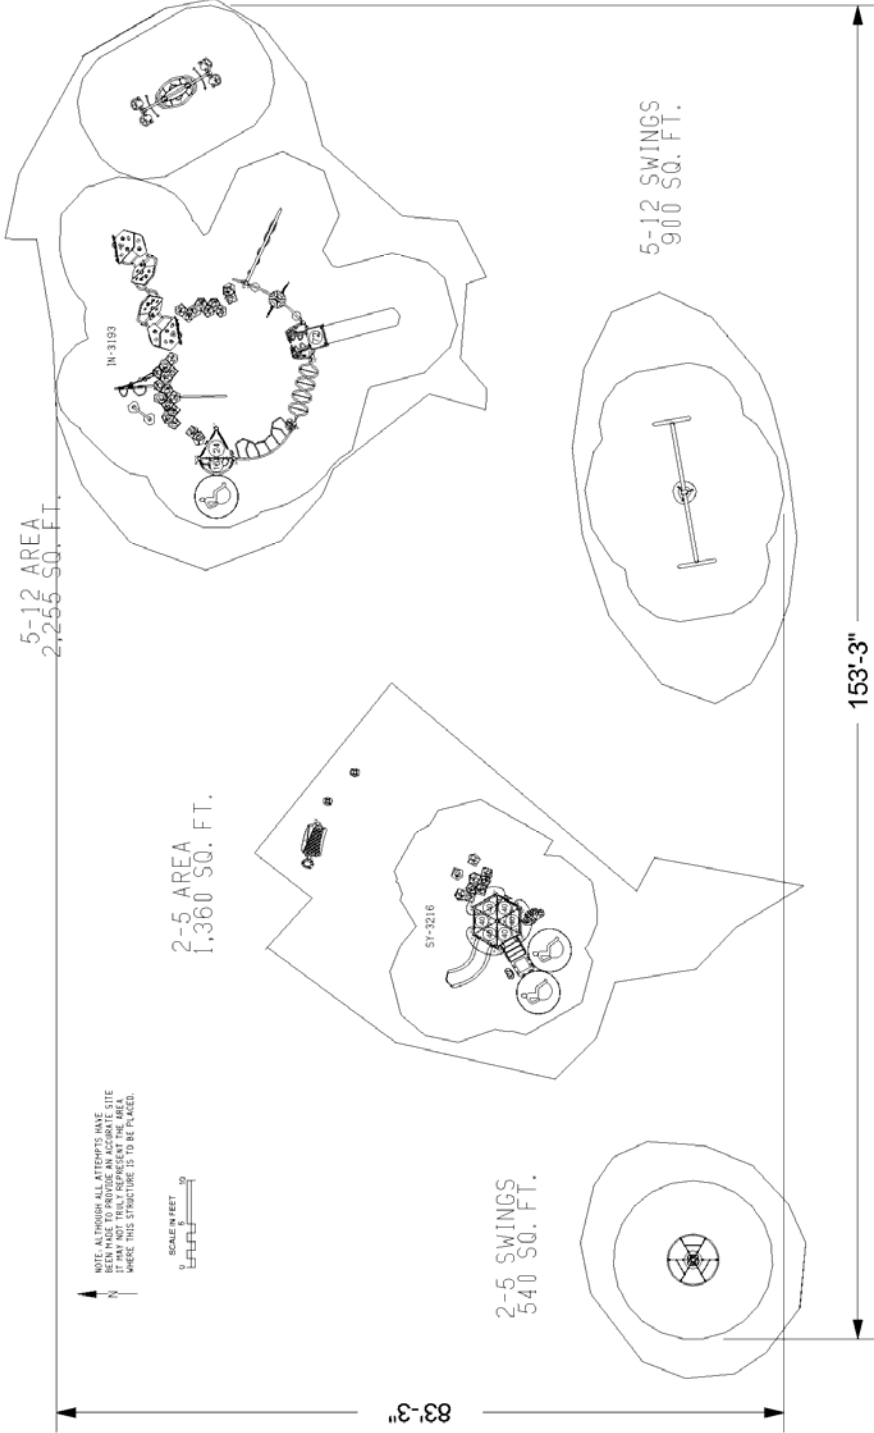 5-12 AREA
2,255 SQ. FT.
IN-3193
72
5-12 SWINGS
900 SQ. FT.
2-5 AREA
1,360 SQ. FT.
SY-3216
NOTE: ALTHOUGH ALL ATTEMPTS HAVE
BEEN MADE TO PROVIDE AN ACCURATE SITE
IT MAY NOT TRULY REPRESENT THE AREA
WHERE THIS STRUCTURE IS TO BE PLACED.
N
SCALE IN FEET
0 5 10
2-5 SWINGS
540 SQ. FT.
153'-3"
83'-3"